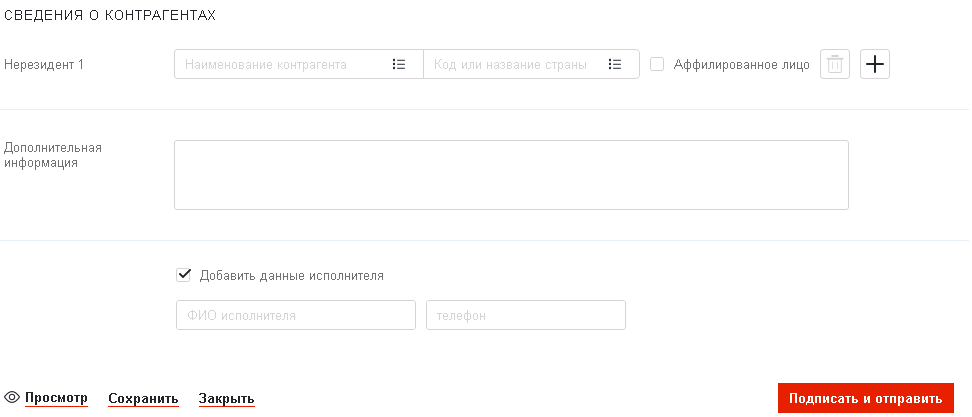 СВЕДЕНИЯ О КОНТРАГЕНТАХ
Нерезидент 1 Наименование контрагента Код или название страны Аффилированное лицо
Дополнительная
информация
Добавить данные исполнителя
ФИО исполнителя телефон
Просмотр Сохранить Закрыть Подписать и отправить